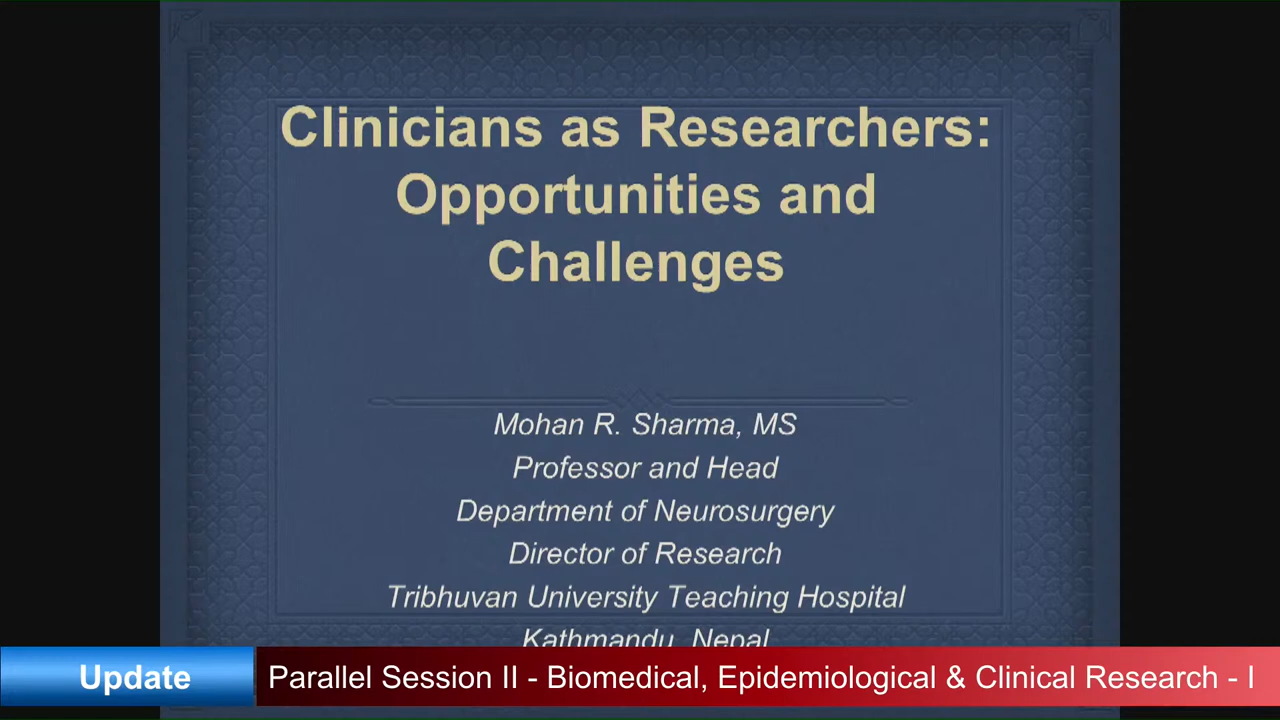 Clinicians as Researchers:
Opportunities and
Challenges
Mohan R. Sharma, MS
Professor and Head
Department of Neurosurgery
Director of Research
Tribhuvan University Teaching Hospital
Kathmandu, Nepal
Update
Parallel Session II - Biomedical, Epidemiological & Clinical Research - I